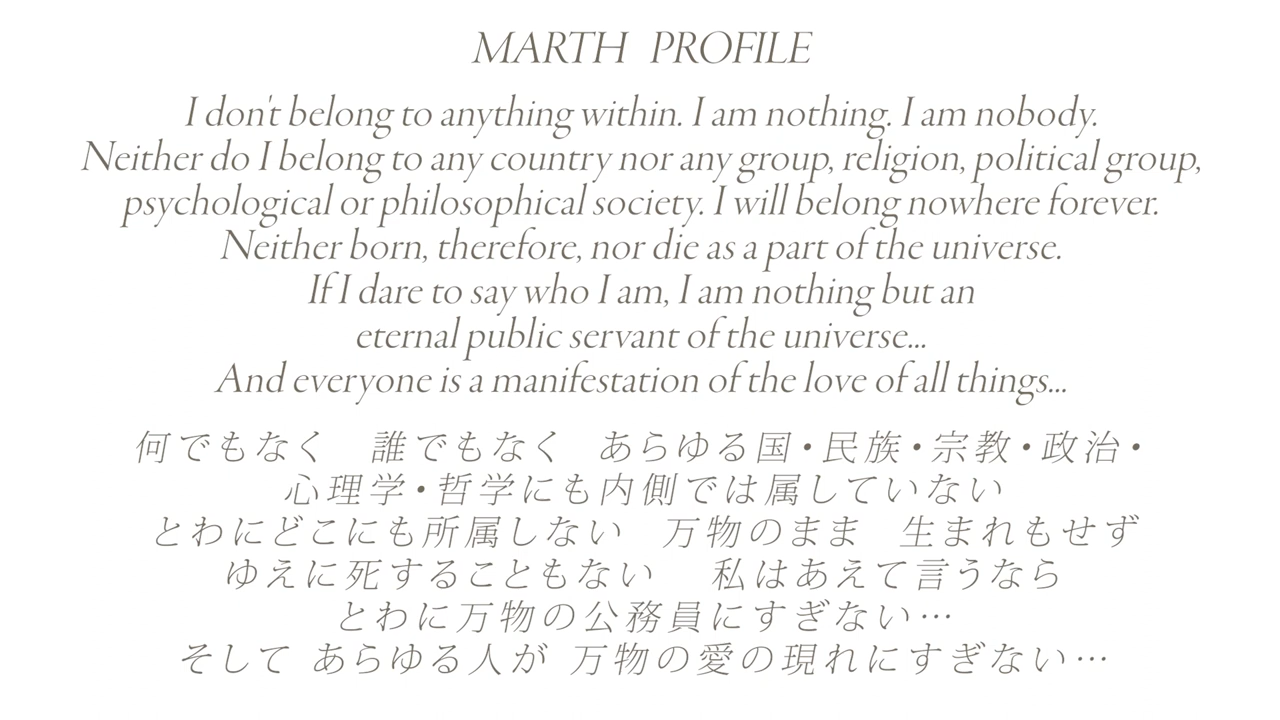 MARTH PROFILE
I don't belong to anything within. I am nothing. I am nobody.
Neither do I belong to any country nor any group, religion, political group,
psychological or philosophical society. I will belong nowhere forever.
Neither born, therefore, nor die as a part of the universe.
If I dare to say who I am, I am nothing but an
eternal public servant of the universe...
And everyone is a manifestation of the love of all things...
何でもなく　誰でもなく　あらゆる国・民族・宗教・政治・
心理学・哲学にも内側では属していない
とわにどこにも所属しない　万物のまま　生まれもせず
ゆえに死することもない　私はあえて言うなら
とわに万物の公務員にすぎない…
そして あらゆる人が 万物の愛の現れにすぎない…